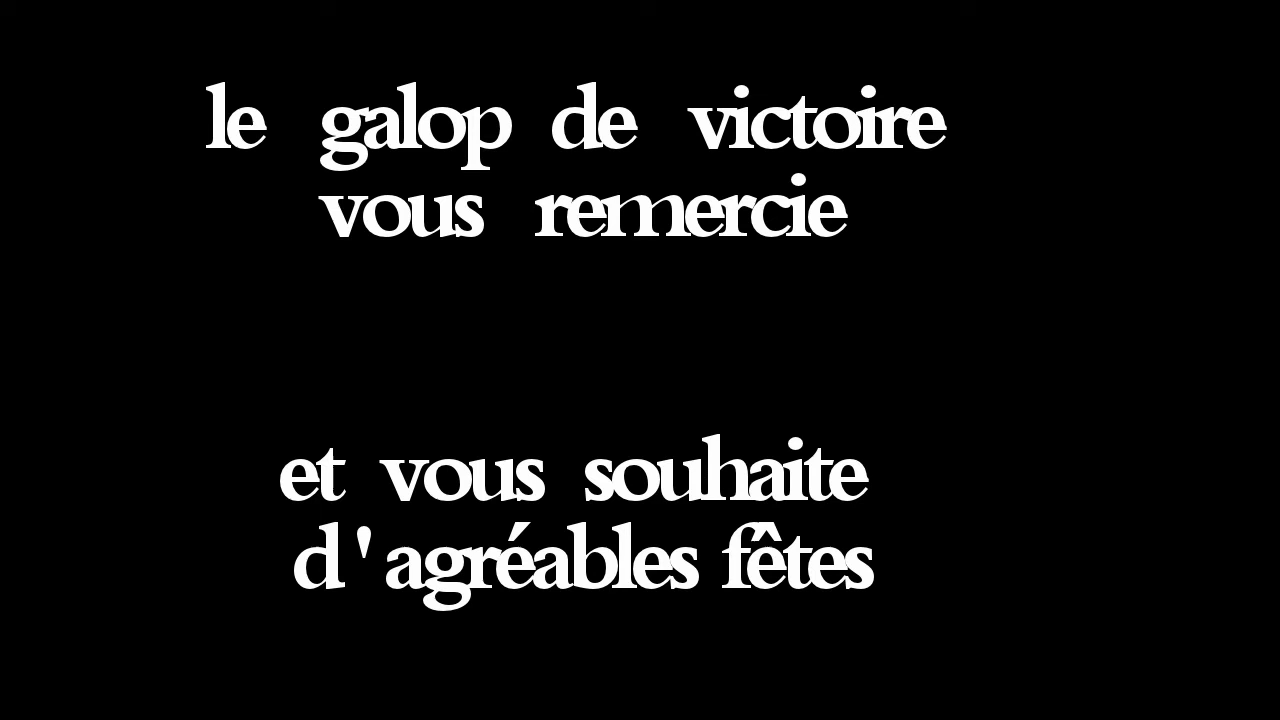 le galop de victoire
vous remercie
et vous souhaite
d'agréables fêtes